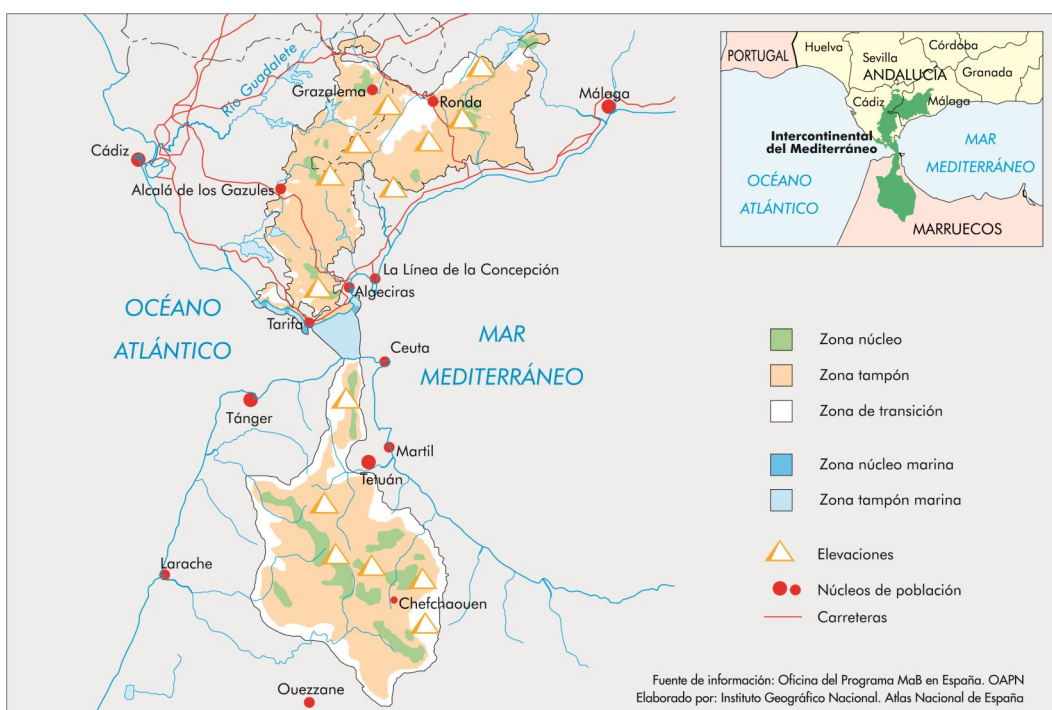 Río Guadalete
Grazalema
Ronda
Málaga
Cádiz
Alcalá de los Gazules
La Línea de la Concepción
Algeciras
Tarifa
OCÉANO
ATLÁNTICO
MAR
MEDITERRÁNEO
Ceuta
Tánger
Martil
Tetuán
Larache
Chefchaouen
Ouezzane
PORTUGAL
Huelva
Sevilla
Córdoba
ANDALUCÍA
Granada
Cádiz
Málaga
Intercontinental
del Mediterráneo
MAR
MEDITERRÁNEO
OCÉANO
ATLÁNTICO
MARRUECOS
Zona núcleo
Zona tampón
Zona de transición
Zona núcleo marina
Zona tampón marina
Elevaciones
Núcleos de población
Carreteras
Fuente de información: Oficina del Programa MaB en España. OAPN
Elaborado por: Instituto Geográfico Nacional. Atlas Nacional de España